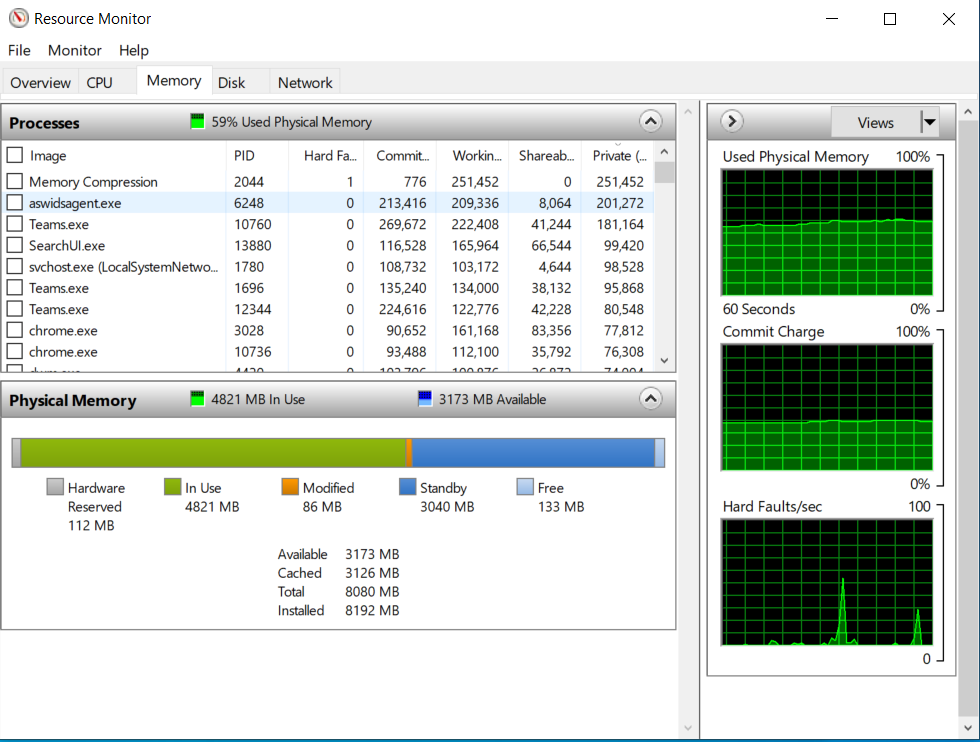 Resource Monitor
File Monitor Help
Overview CPU Memory Disk Network
Processes 59% Used Physical Memory
Image PID Hard Fa... Commit... Workin... Shareab... Private (...
Memory Compression 2044 1 776 251,452 0 251,452
aswidsagent.exe 6248 0 213,416 209,336 8,064 201,272
Teams.exe 10760 0 269,672 222,408 41,244 181,164
SearchUI.exe 13880 0 116,528 165,964 66,544 99,420
svchost.exe (LocalSystemNetwo... 1780 0 108,732 103,172 4,644 98,528
Teams.exe 1696 0 135,240 134,000 38,132 95,868
Teams.exe 12344 0 224,616 122,776 42,228 80,548
chrome.exe 3028 0 90,652 161,168 83,356 77,812
chrome.exe 10736 0 93,488 112,100 35,792 76,308
Physical Memory 4821 MB In Use 3173 MB Available
Hardware Reserved
112 MB
In Use
4821 MB
Modified
86 MB
Standby
3040 MB
Free
133 MB
Available 3173 MB
Cached 3126 MB
Total 8080 MB
Installed 8192 MB
Views
Used Physical Memory 100%
60 Seconds 0%
Commit Charge 100%
0%
Hard Faults/sec 100
0